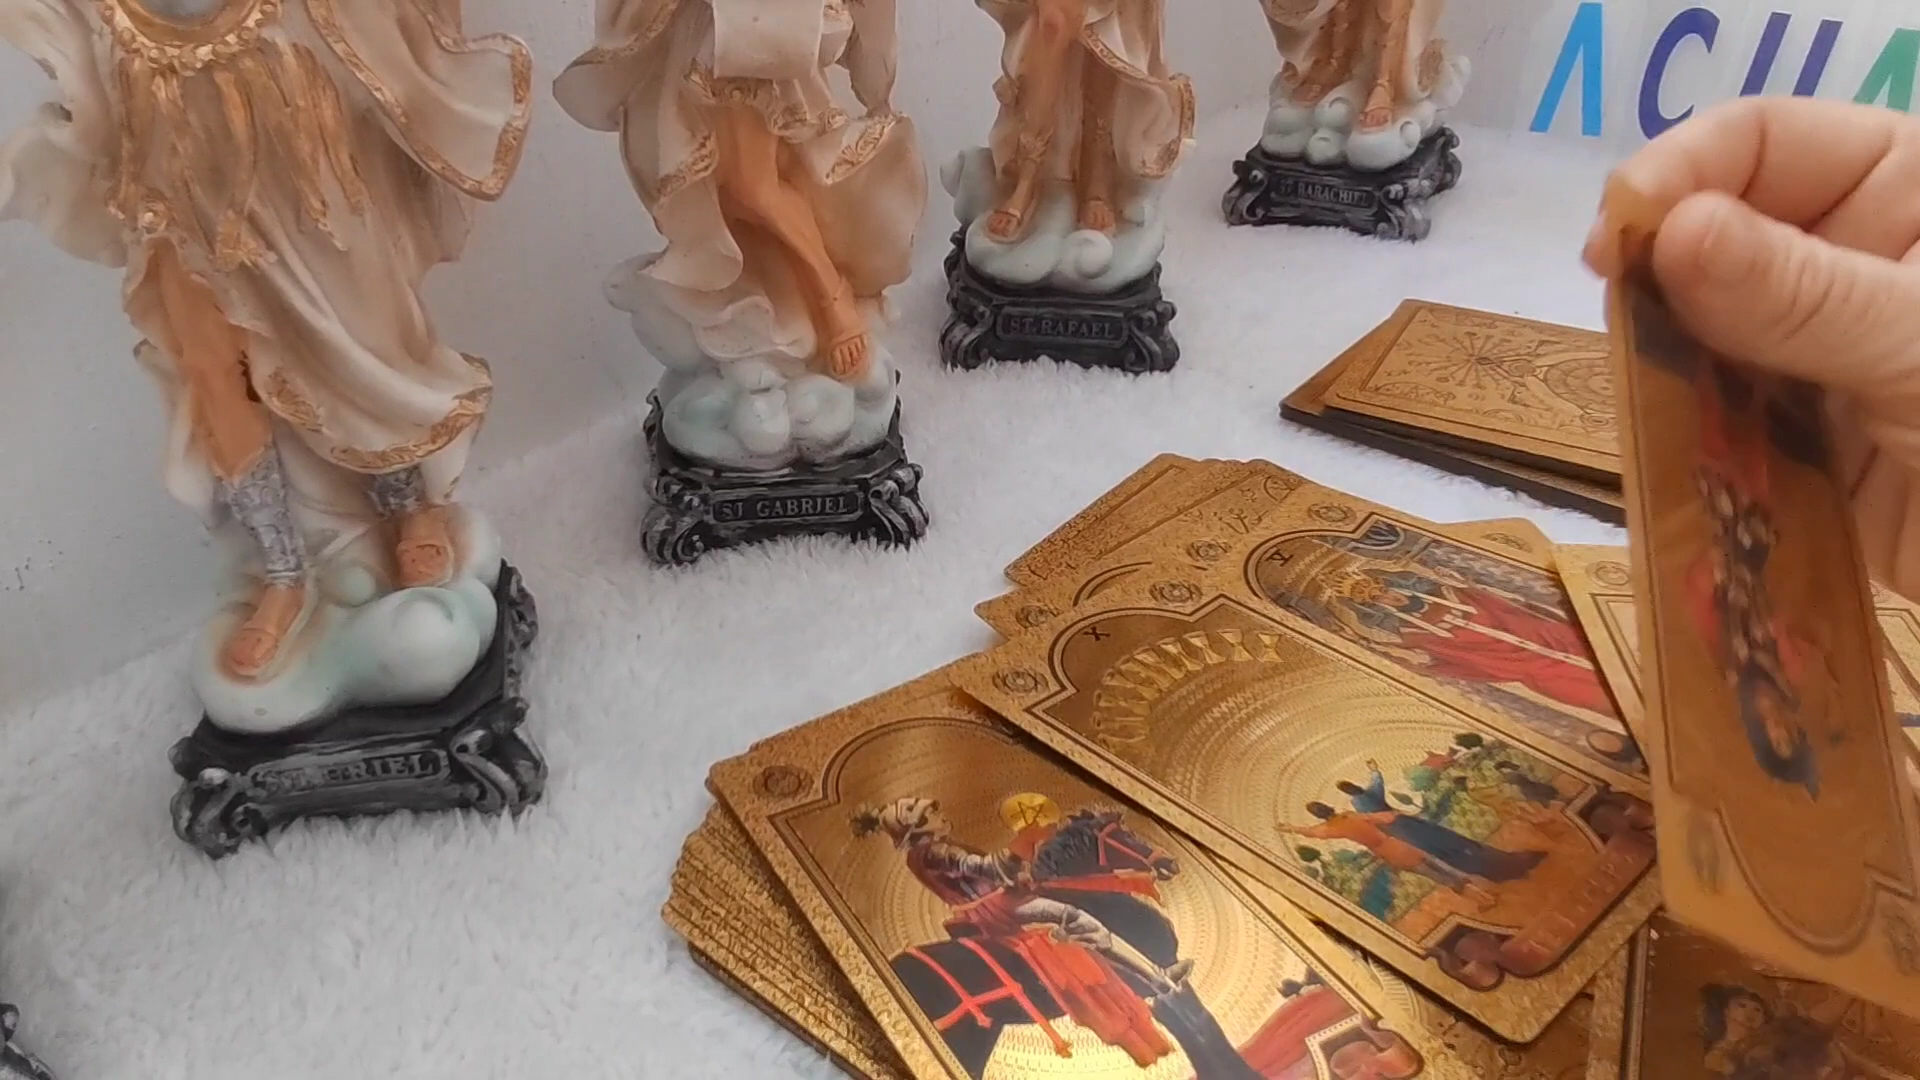 ACUA
ST BARACHIEL
ST RAFAEL
ST GABRIEL
ST URIEL
X